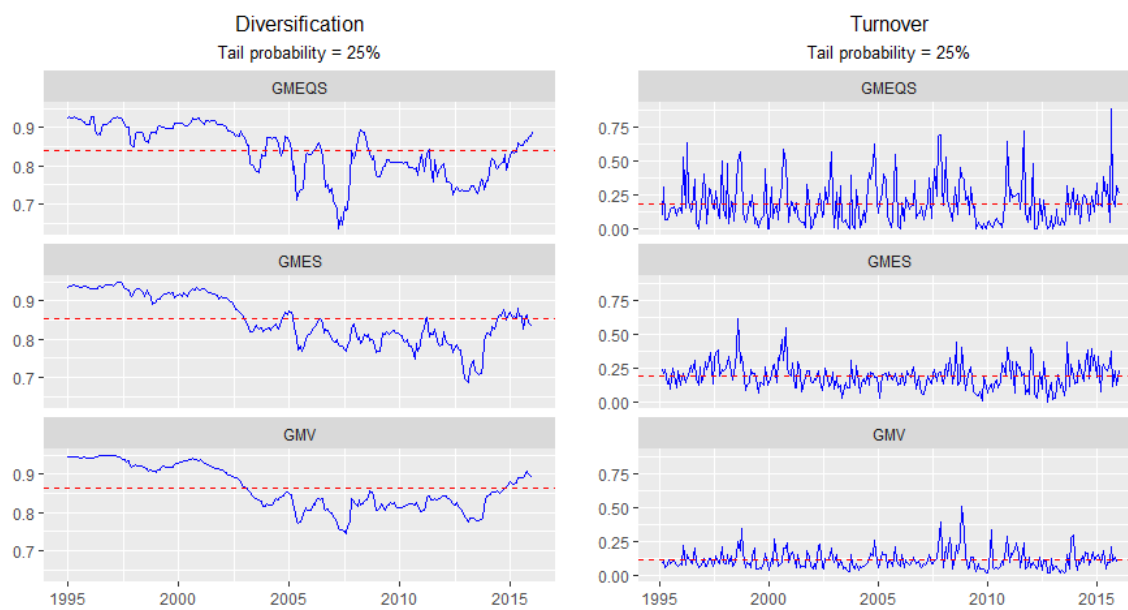 Diversification
Tail probability = 25%
GMEQS
0.9
0.8
0.7
GMES
0.9
0.8
0.7
GMV
0.9
0.8
0.7
1995 2000 2005 2010 2015
Turnover
Tail probability = 25%
GMEQS
0.75
0.50
0.25
0.00
GMES
0.75
0.50
0.25
0.00
GMV
0.75
0.50
0.25
0.00
1995 2000 2005 2010 2015